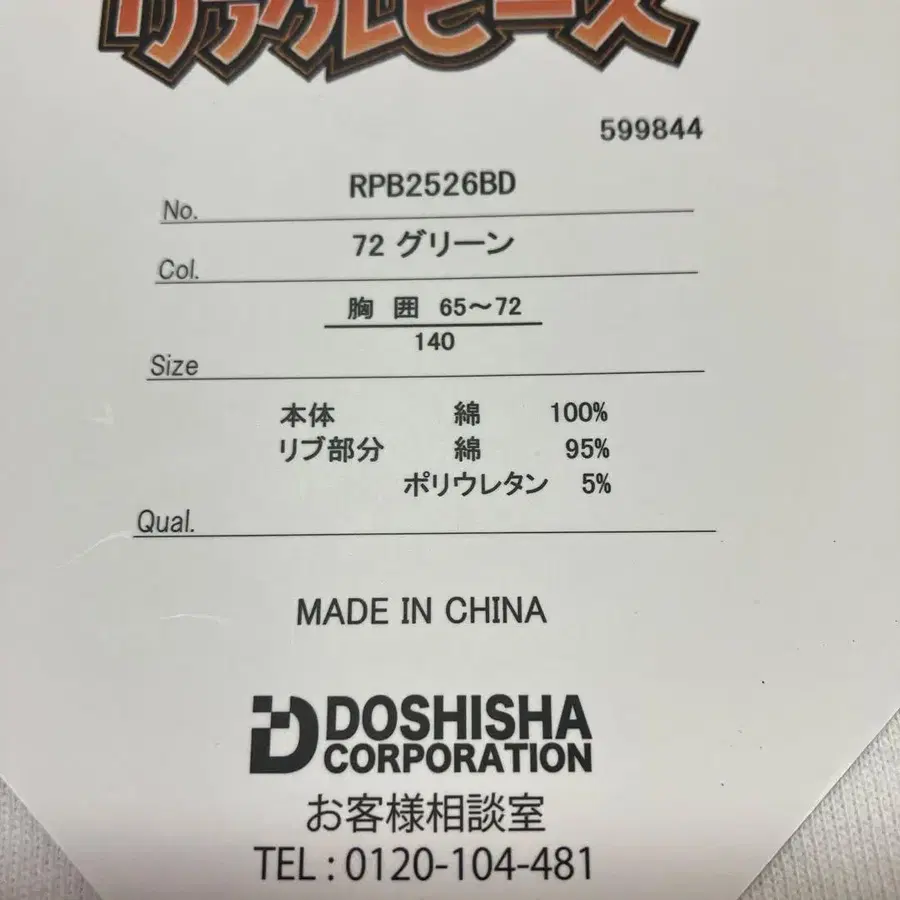 599844
No. RPB2526BD
Col. 72 グリーン
胸 囲 65～72
140
Size
本体 綿 100%
リブ部分 綿 95%
ポリウレタン 5%
Qual.
MADE IN CHINA
DOSHISHA
CORPORATION
お客様相談室
TEL : 0120-104-481